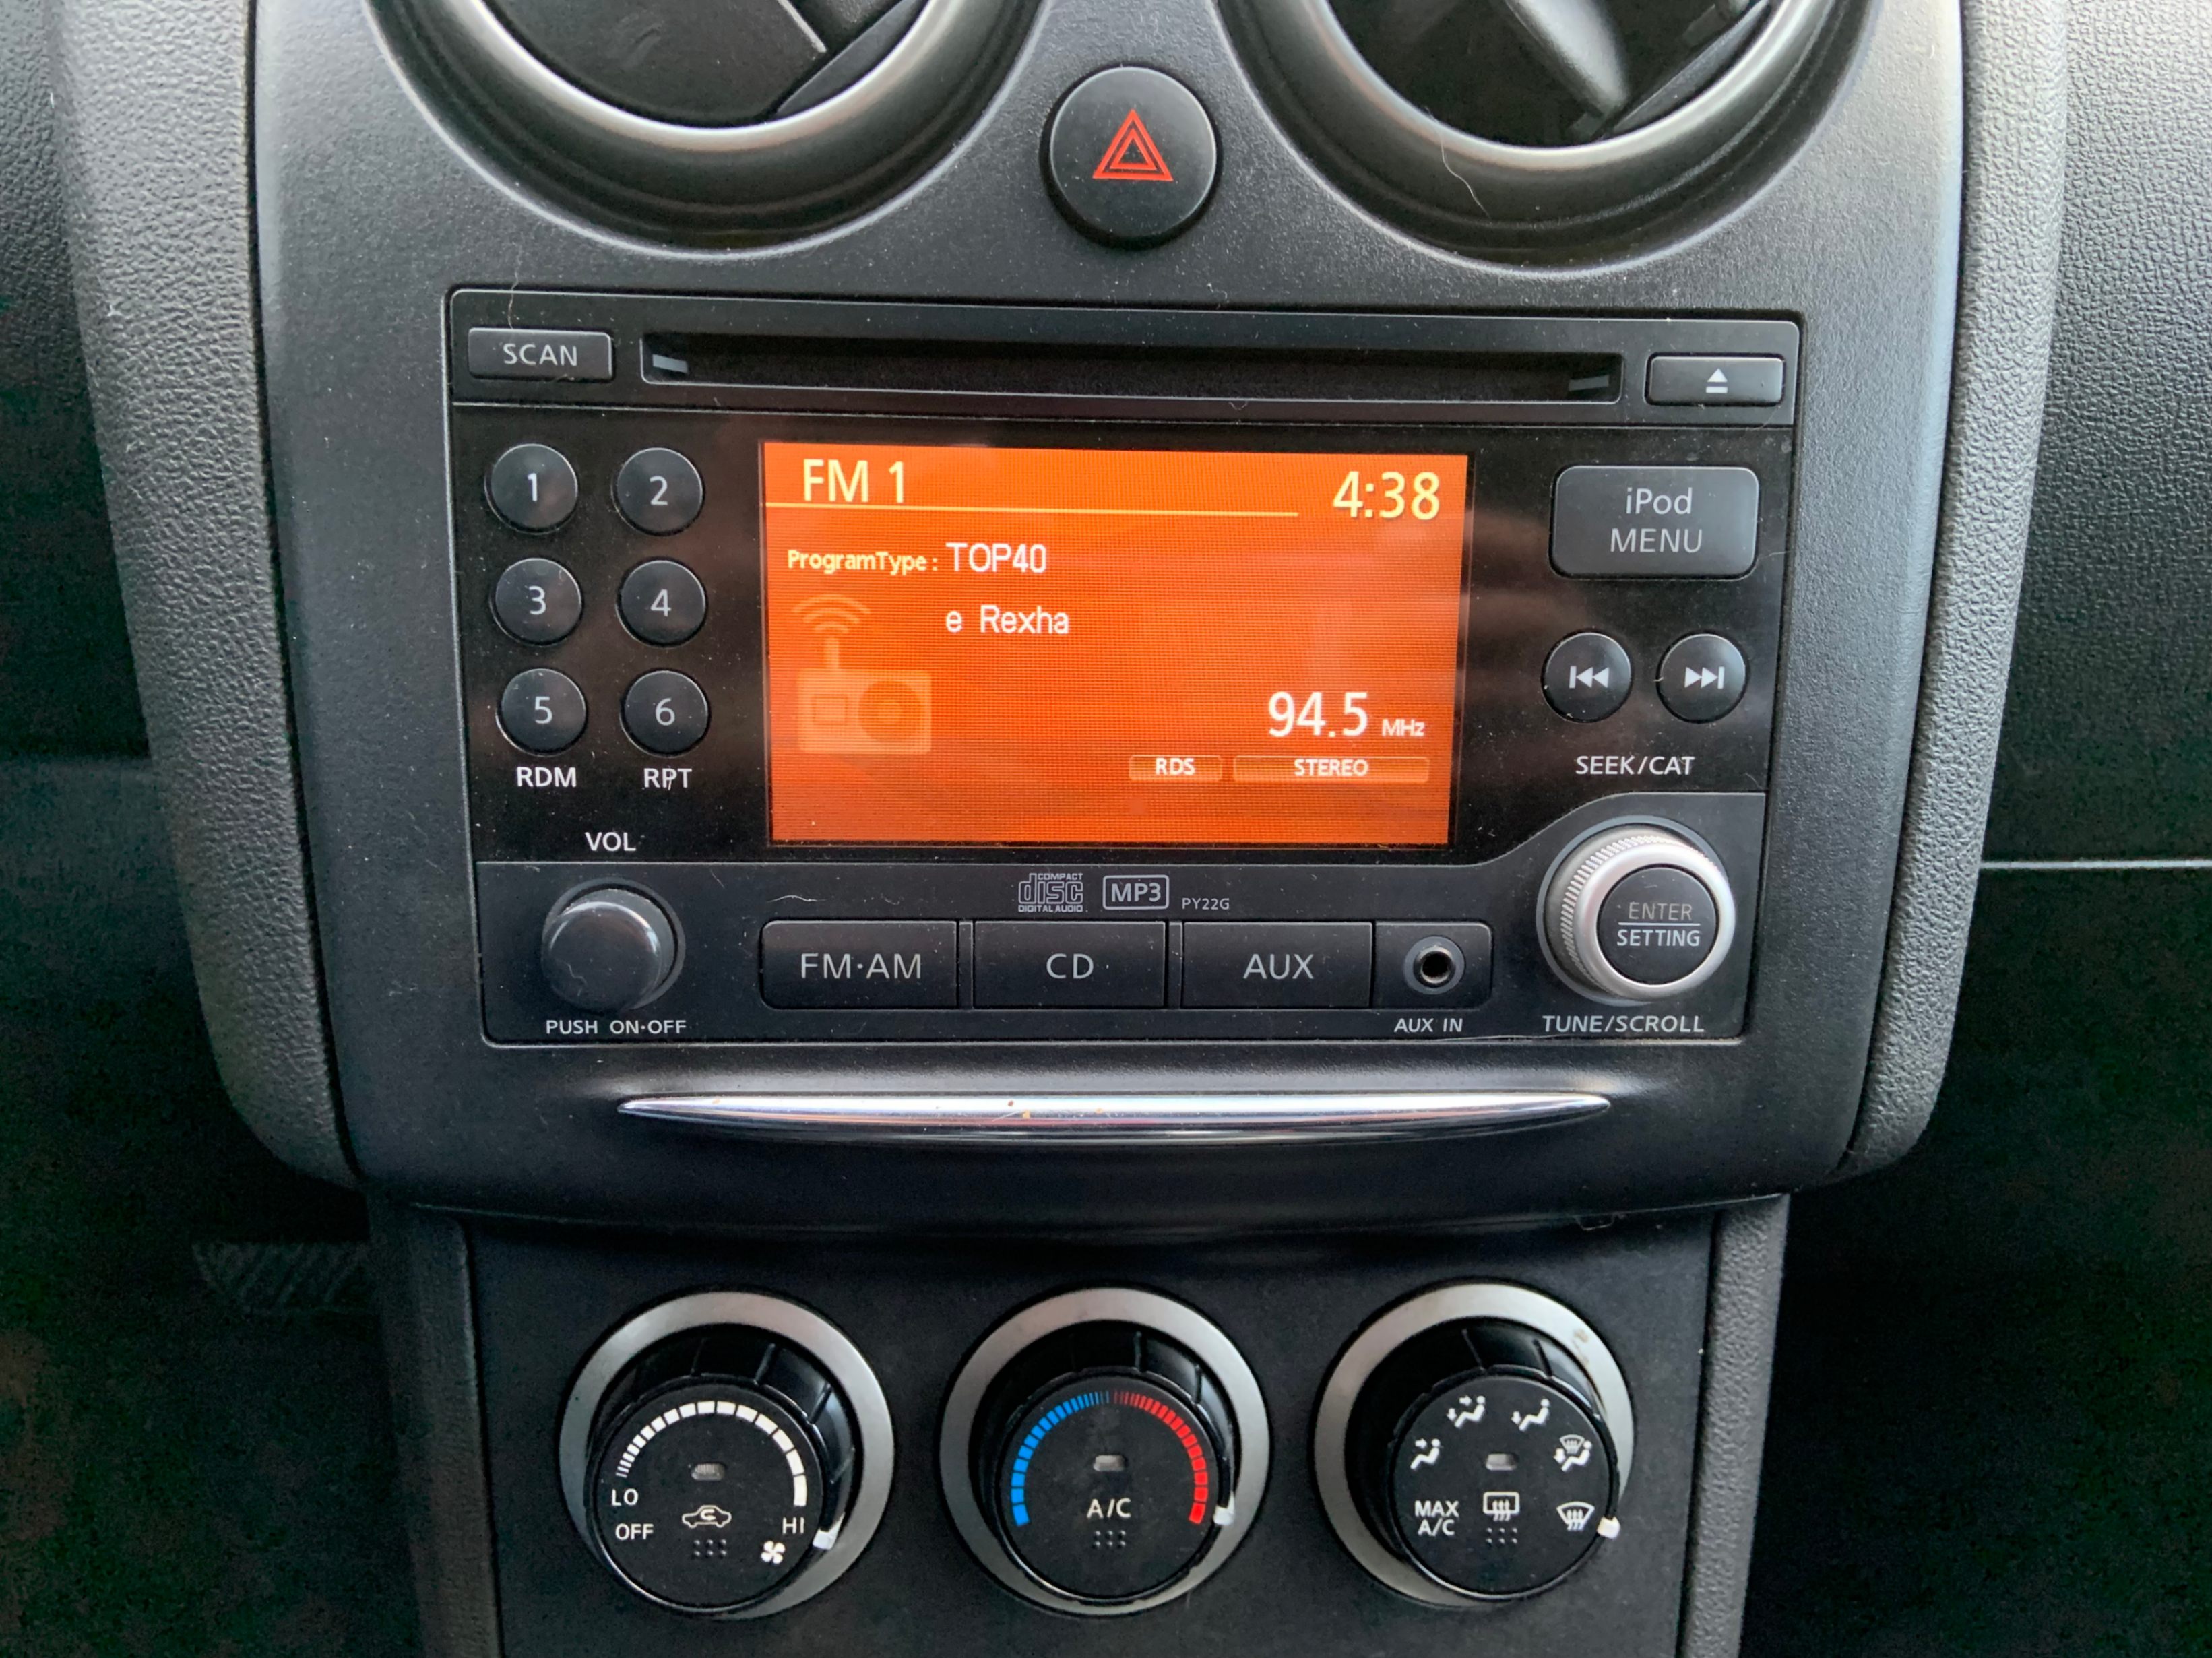 SCAN
1
2
3
4
5
6
RDM
RPT
VOL
PUSH ON·OFF
FM 1
4:38
ProgramType: TOP40
e Rexha
94.5 MHz
RDS
STEREO
iPod
MENU
SEEK/CAT
COMPACT
disc
DIGITAL AUDIO
MP3
PY22G
FM·AM
CD
AUX
AUX IN
ENTER
SETTING
TUNE/SCROLL
LO
OFF
HI
A/C
MAX
A/C